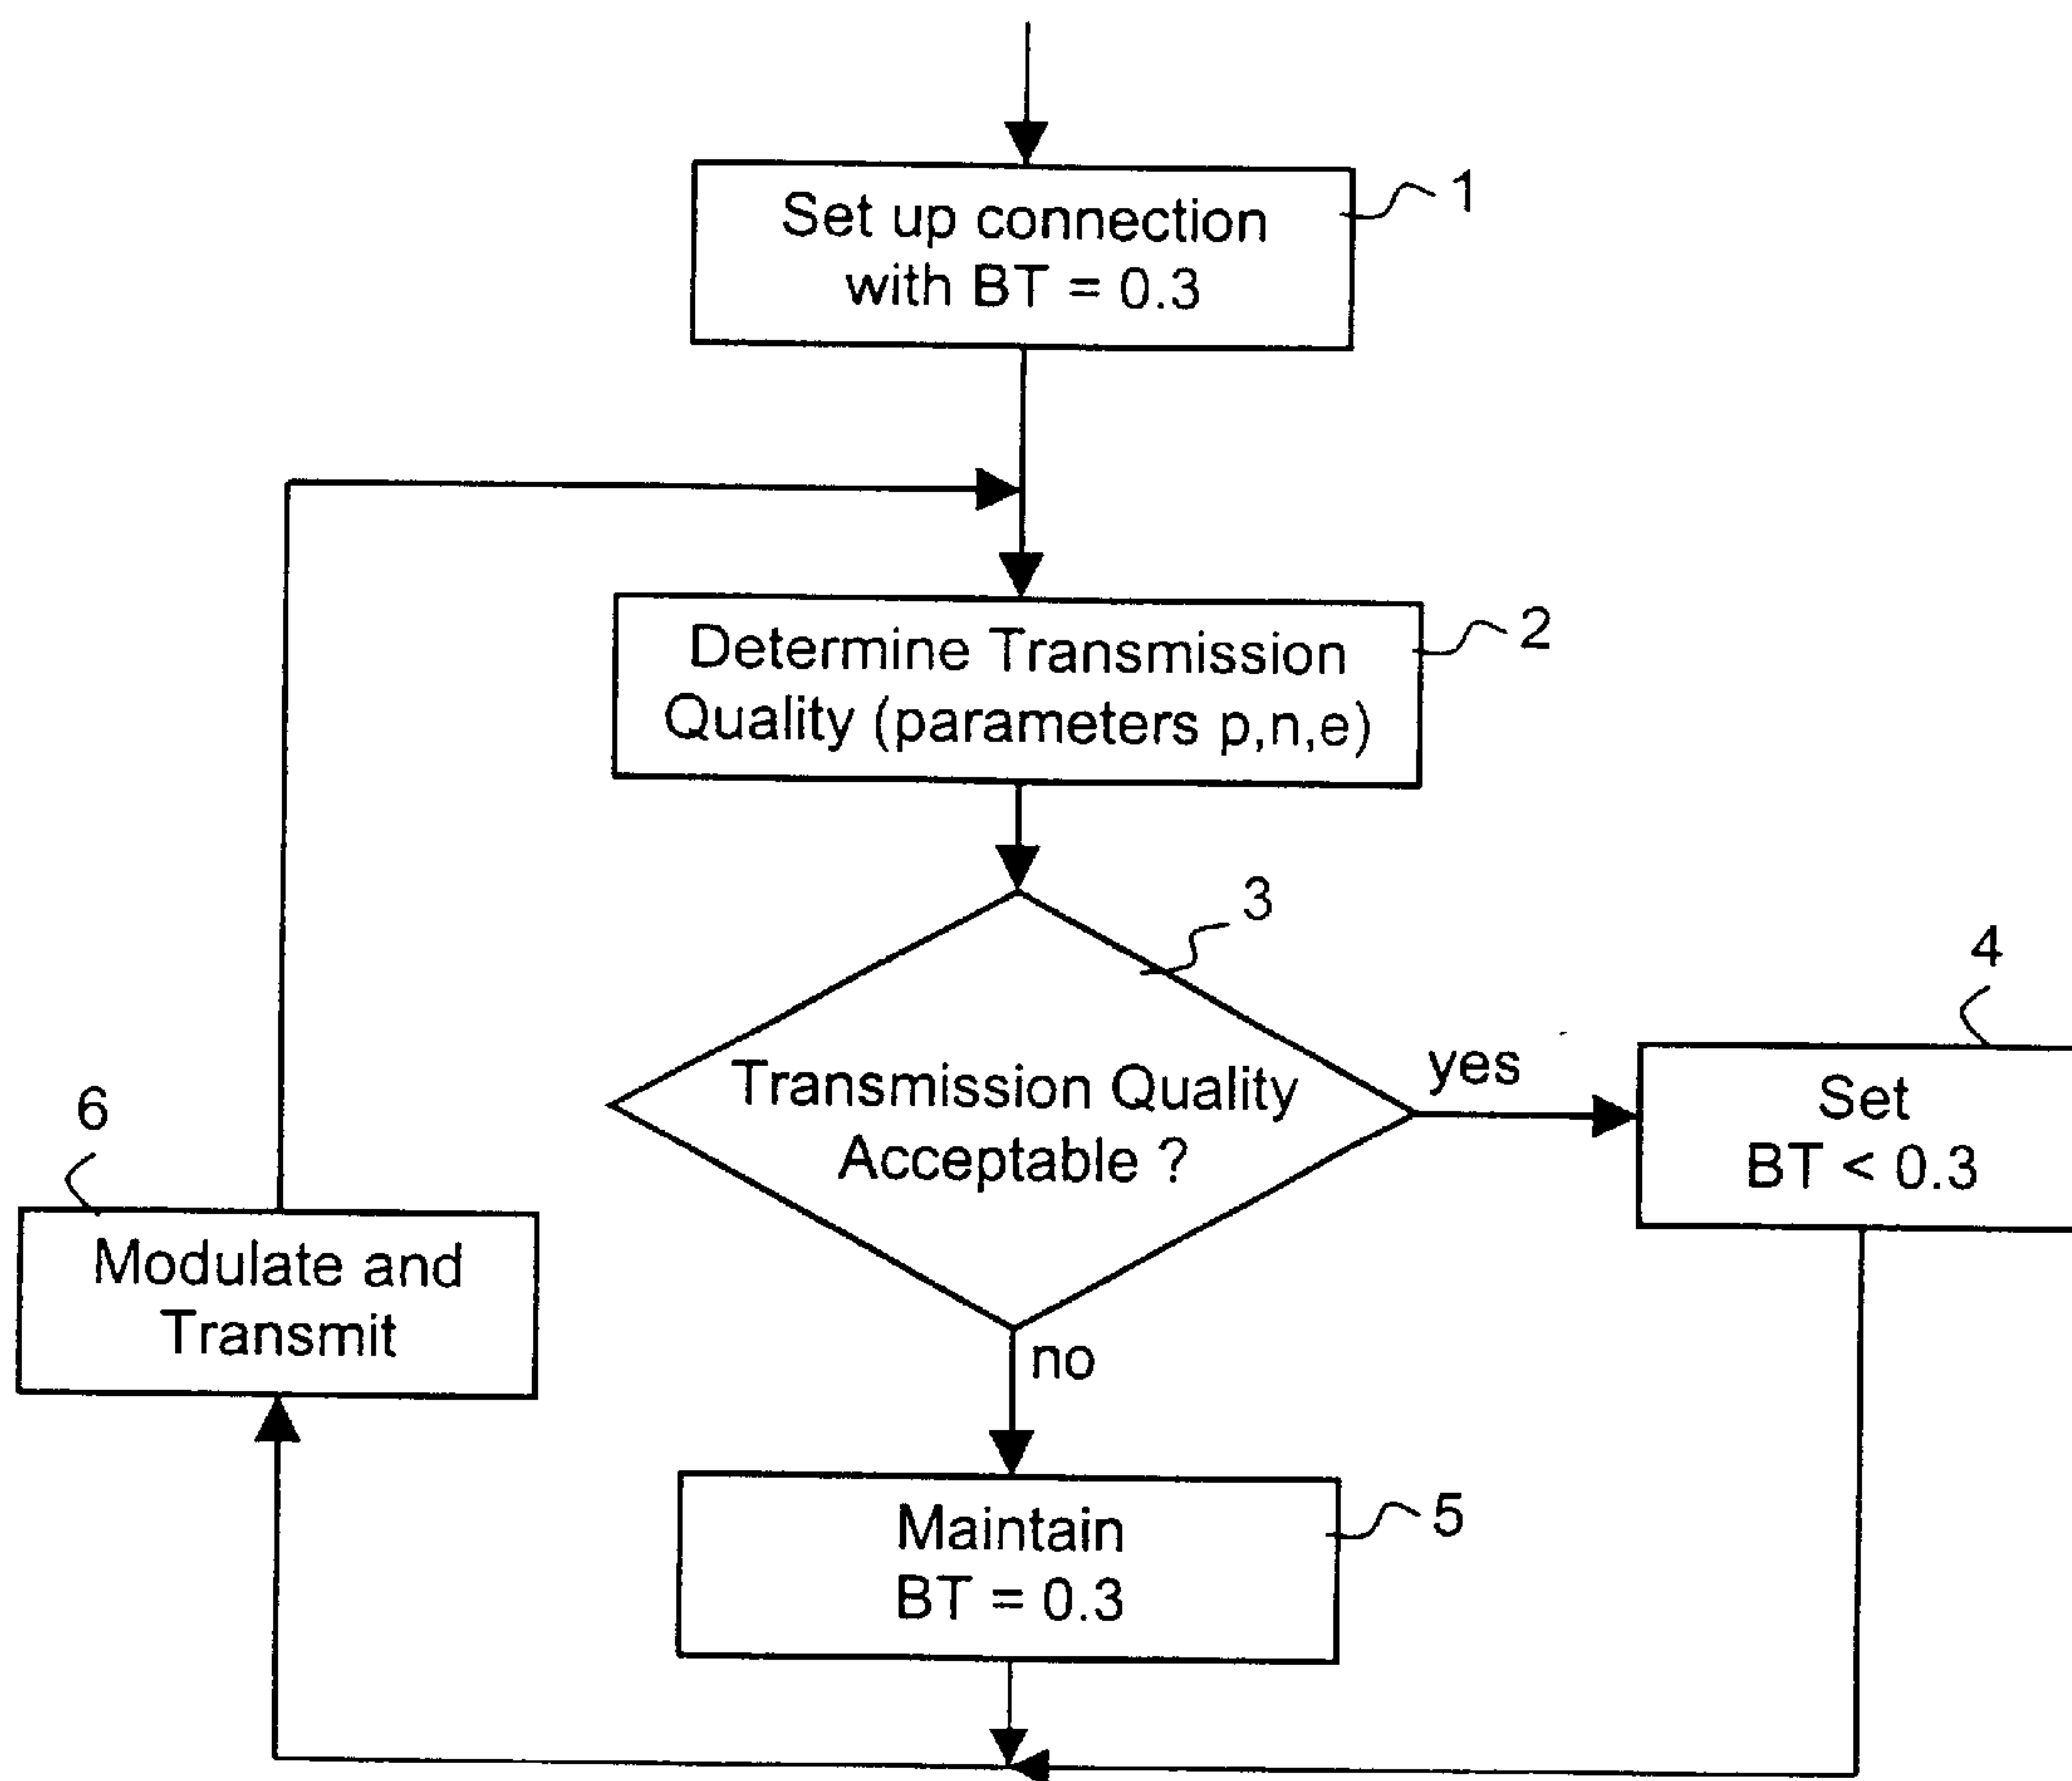 Set up connection
with BT = 0.3
1
Determine Transmission
Quality (parameters p,n,e)
2
3
Transmission Quality
Acceptable ?
yes
4
Set
BT < 0.3
6
Modulate and
Transmit
no
Maintain
BT = 0.3
5